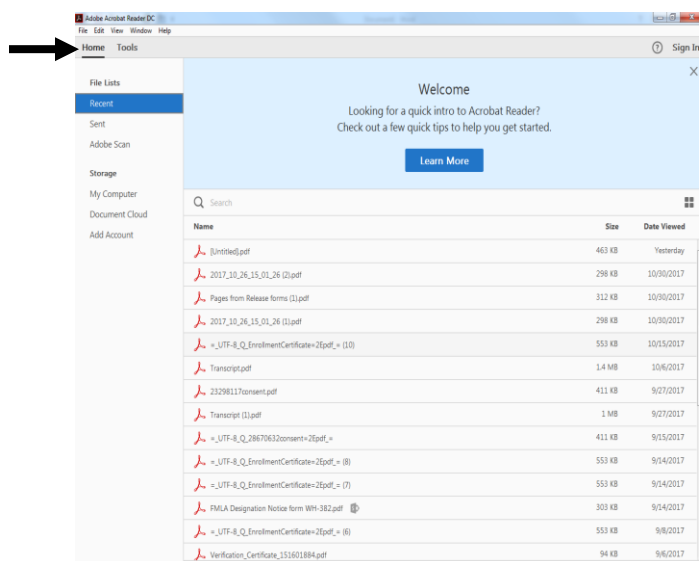 Adobe Acrobat Reader DC
File Edit View Window Help
Home Tools
Sign In
File Lists
Recent
Sent
Adobe Scan
Storage
My Computer
Document Cloud
Add Account
Welcome
Looking for a quick intro to Acrobat Reader?
Check out a few quick tips to help you get started.
Learn More
Search
Name Size Date Viewed
[Untitled].pdf 463 KB Yesterday
2017_10_26_15_01_26 (2).pdf 298 KB 10/30/2017
Pages from Release forms (1).pdf 312 KB 10/30/2017
2017_10_26_15_01_26 (1).pdf 298 KB 10/30/2017
=_UTF-8_Q_EnrollmentCertificate=2Epdf_= (10) 553 KB 10/15/2017
Transcript.pdf 1.4 MB 10/6/2017
23298117consent.pdf 411 KB 9/27/2017
Transcript (1).pdf 1 MB 9/27/2017
=_UTF-8_Q_28670632consent=2Epdf_= 411 KB 9/15/2017
=_UTF-8_Q_EnrollmentCertificate=2Epdf_= (8) 553 KB 9/14/2017
=_UTF-8_Q_EnrollmentCertificate=2Epdf_= (7) 553 KB 9/14/2017
FMLA Designation Notice form WH-382.pdf 303 KB 9/14/2017
=_UTF-8_Q_EnrollmentCertificate=2Epdf_= (6) 553 KB 9/8/2017
Verification_Certificate_151601884.pdf 94 KB 9/6/2017